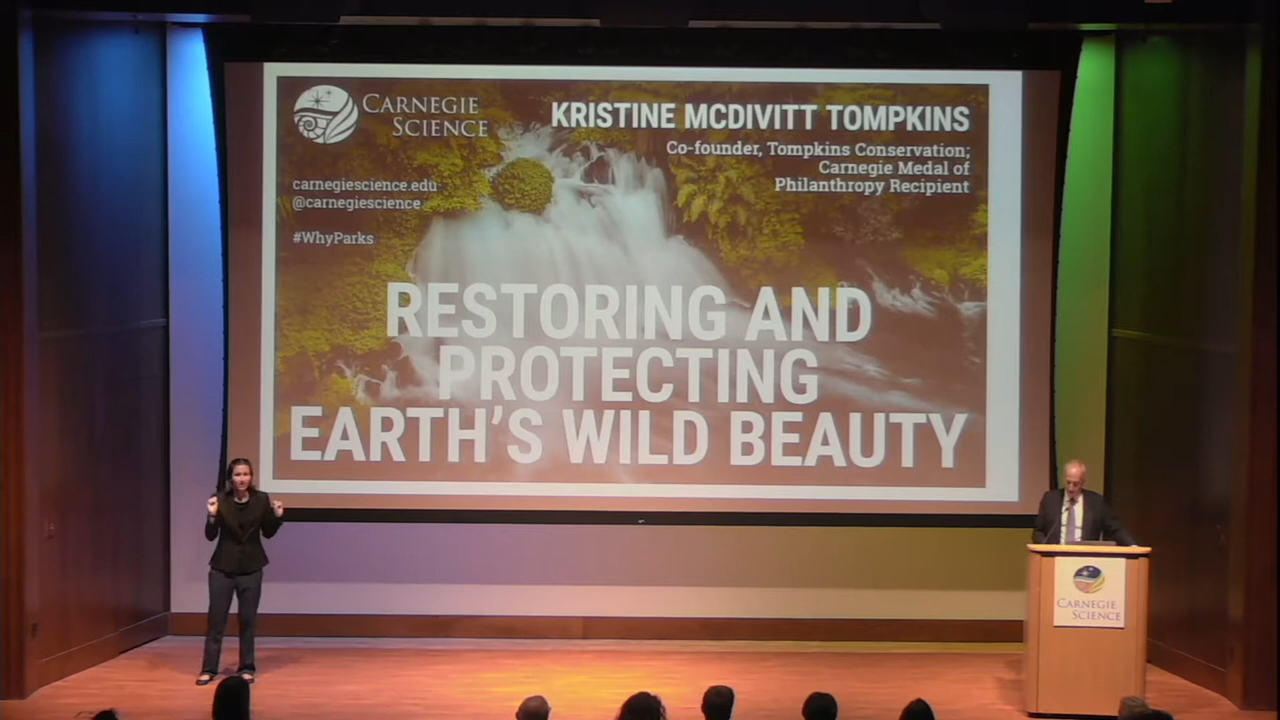 CARNEGIE
SCIENCE
KRISTINE MCDIVITT TOMPKINS
Co-founder, Tompkins Conservation;
Carnegie Medal of
Philanthropy Recipient
carnegiescience.edu
@carnegiescience
#WhyParks
RESTORING AND
PROTECTING
EARTH'S WILD BEAUTY
CARNEGIE
SCIENCE